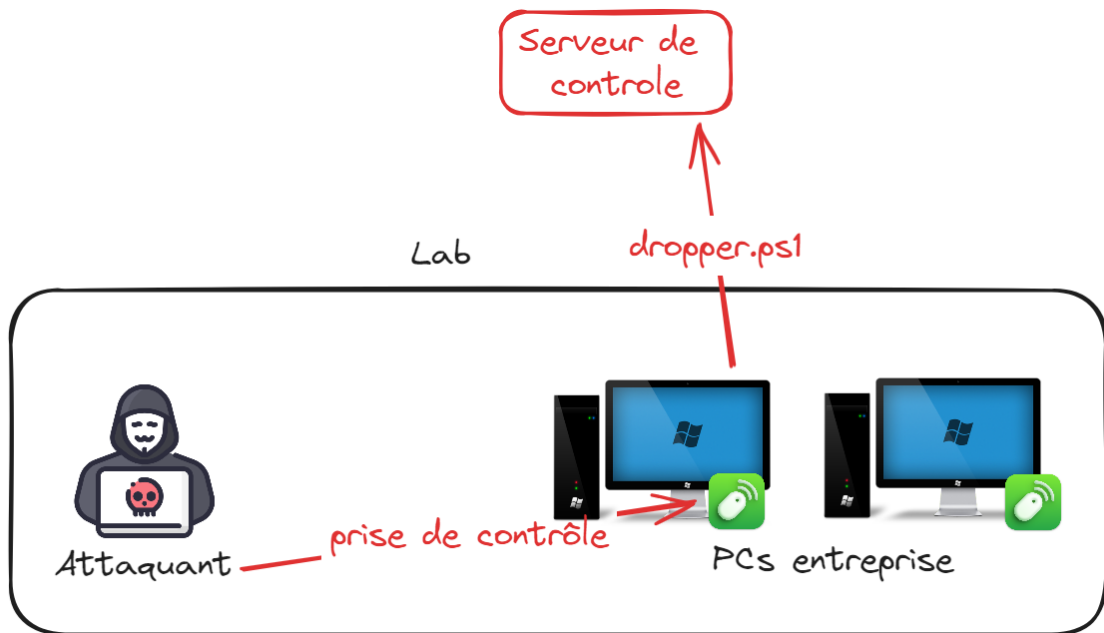 Serveur de
controle
Lab
dropper.ps1
prise de contrôle
Attaquant
PCs entreprise